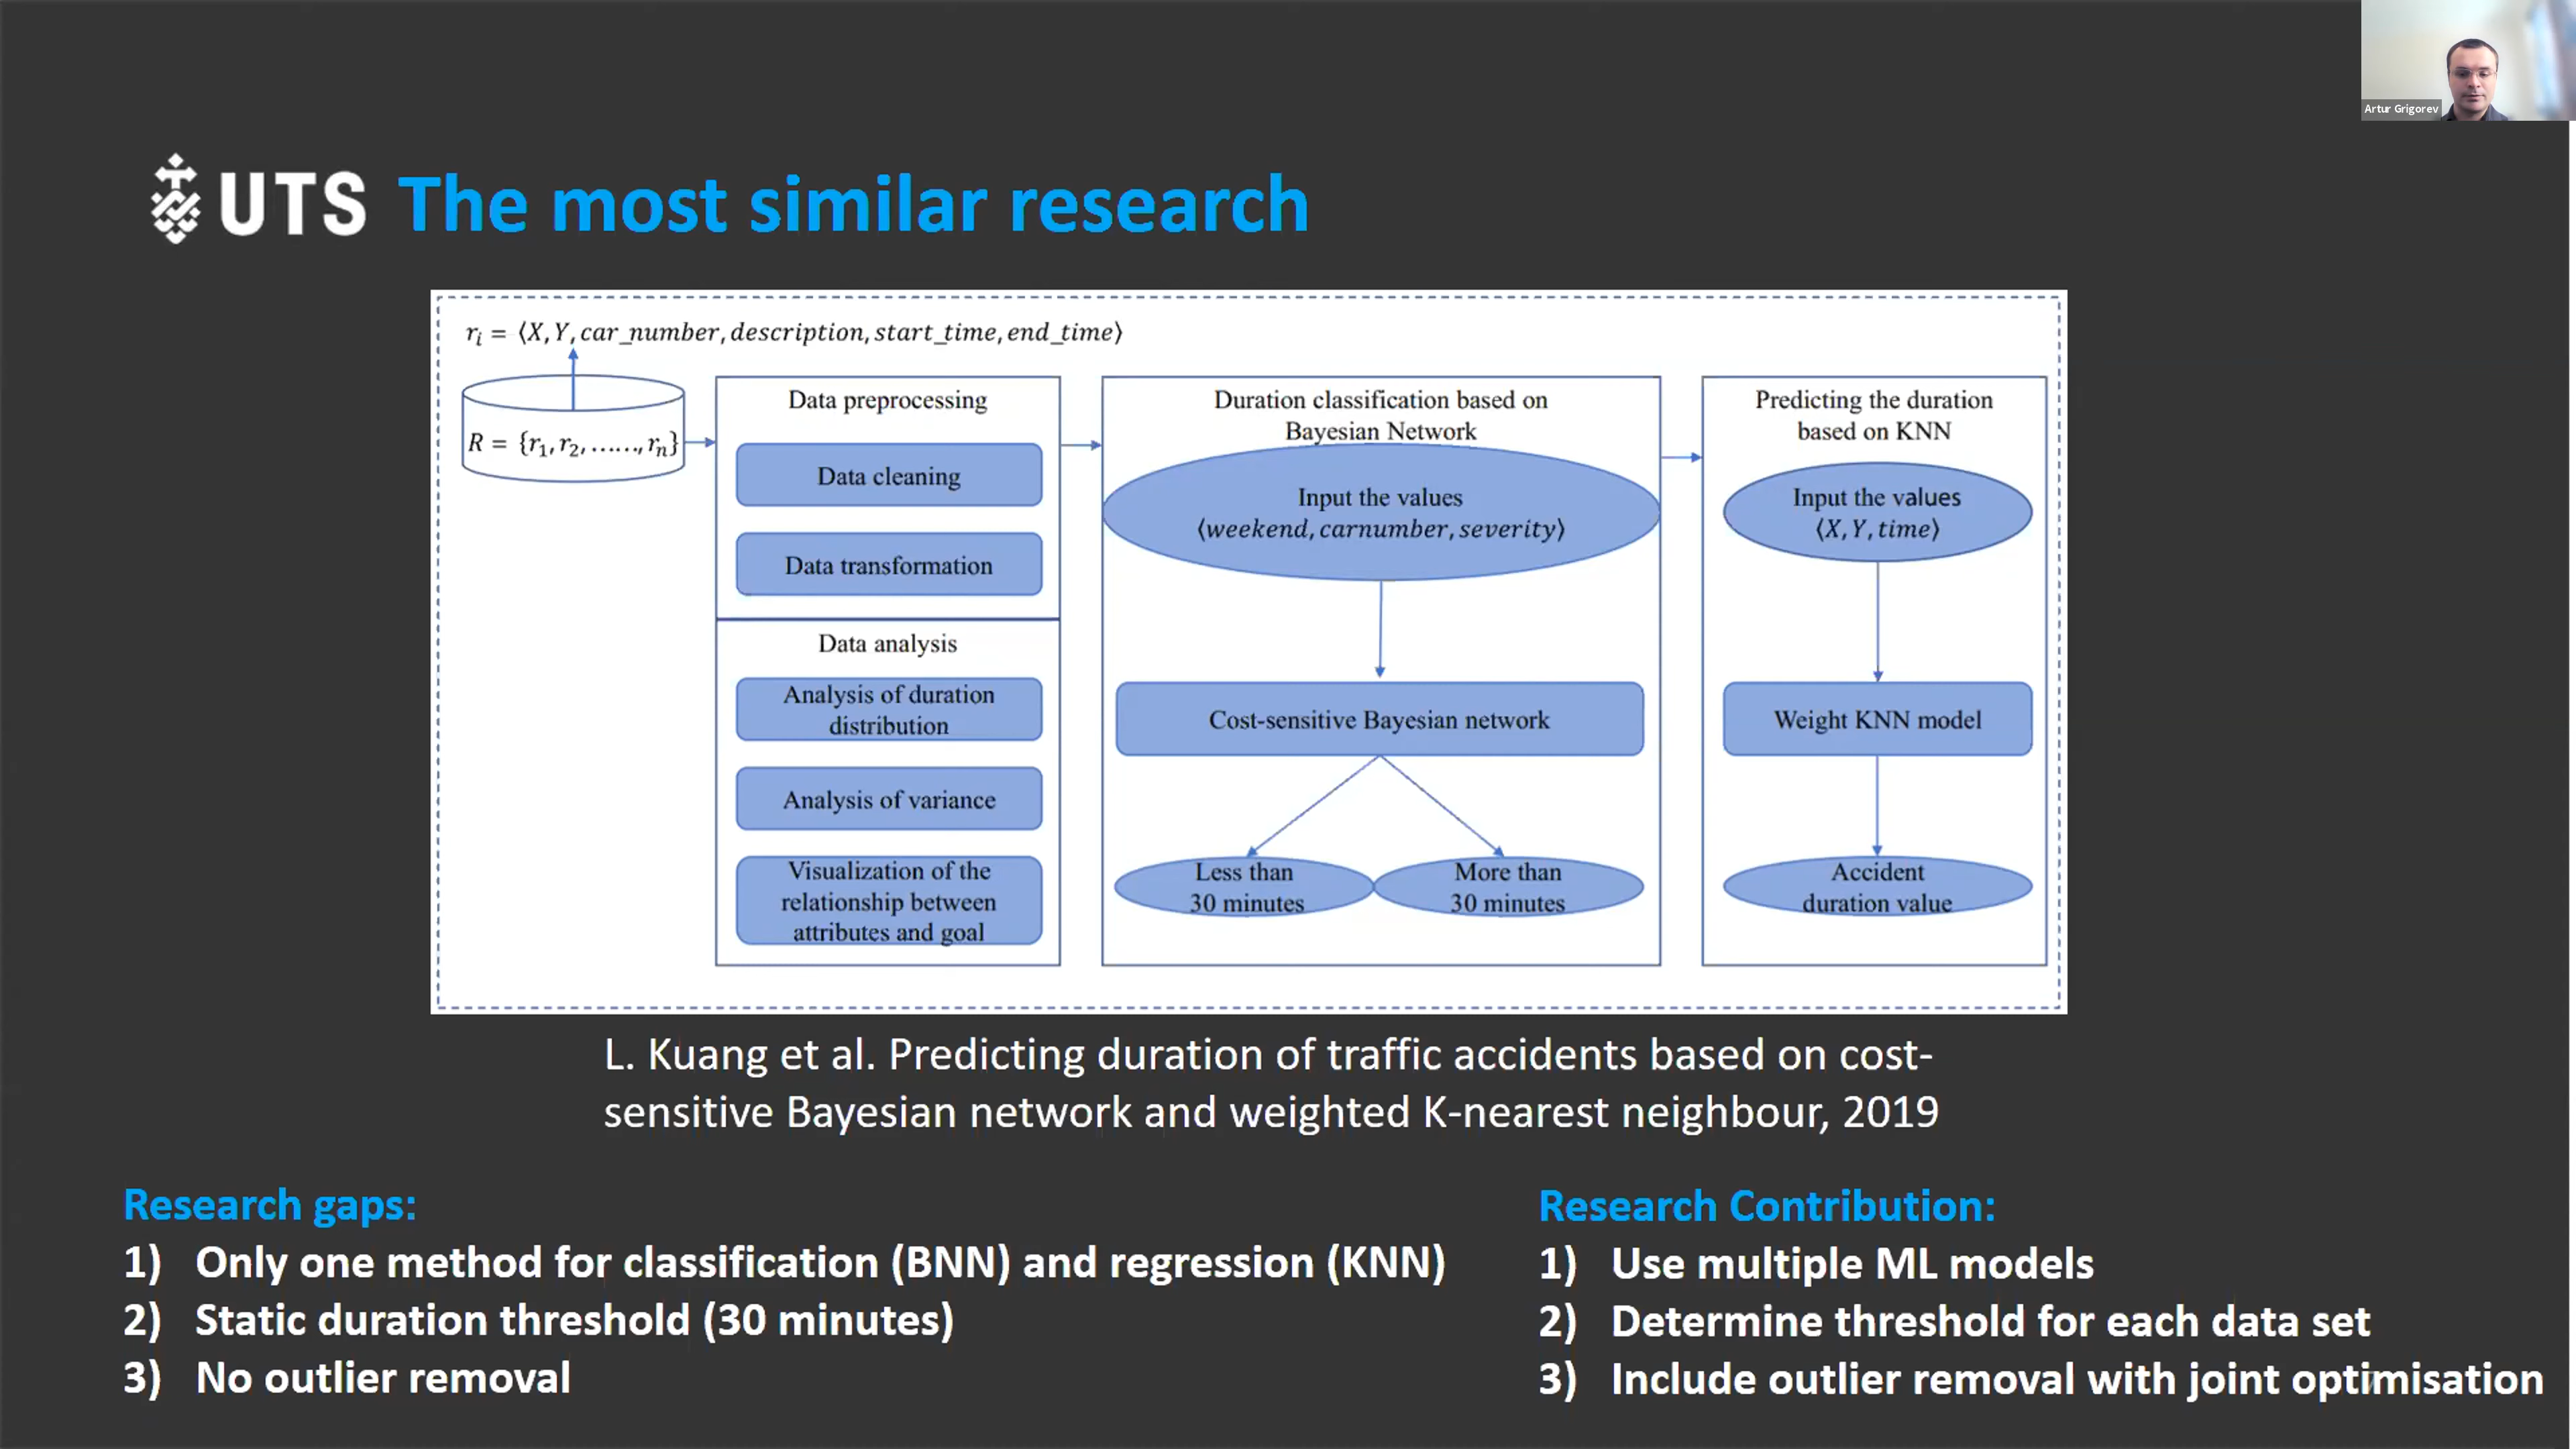 Artur Grigorev
UTS The most similar research
rᵢ = ⟨X, Y, car_number, description, start_time, end_time⟩
R = {r₁, r₂, ......, rₙ}
Data preprocessing
Data cleaning
Data transformation
Data analysis
Analysis of duration
distribution
Analysis of variance
Visualization of the
relationship between
attributes and goal
Duration classification based on
Bayesian Network
Input the values
⟨weekend, carnumber, severity⟩
Cost-sensitive Bayesian network
Less than
30 minutes
More than
30 minutes
Predicting the duration
based on KNN
Input the values
⟨X, Y, time⟩
Weight KNN model
Accident
duration value
L. Kuang et al. Predicting duration of traffic accidents based on cost-
sensitive Bayesian network and weighted K-nearest neighbour, 2019
Research gaps:
1) Only one method for classification (BNN) and regression (KNN)
2) Static duration threshold (30 minutes)
3) No outlier removal
Research Contribution:
1) Use multiple ML models
2) Determine threshold for each data set
3) Include outlier removal with joint optimisation